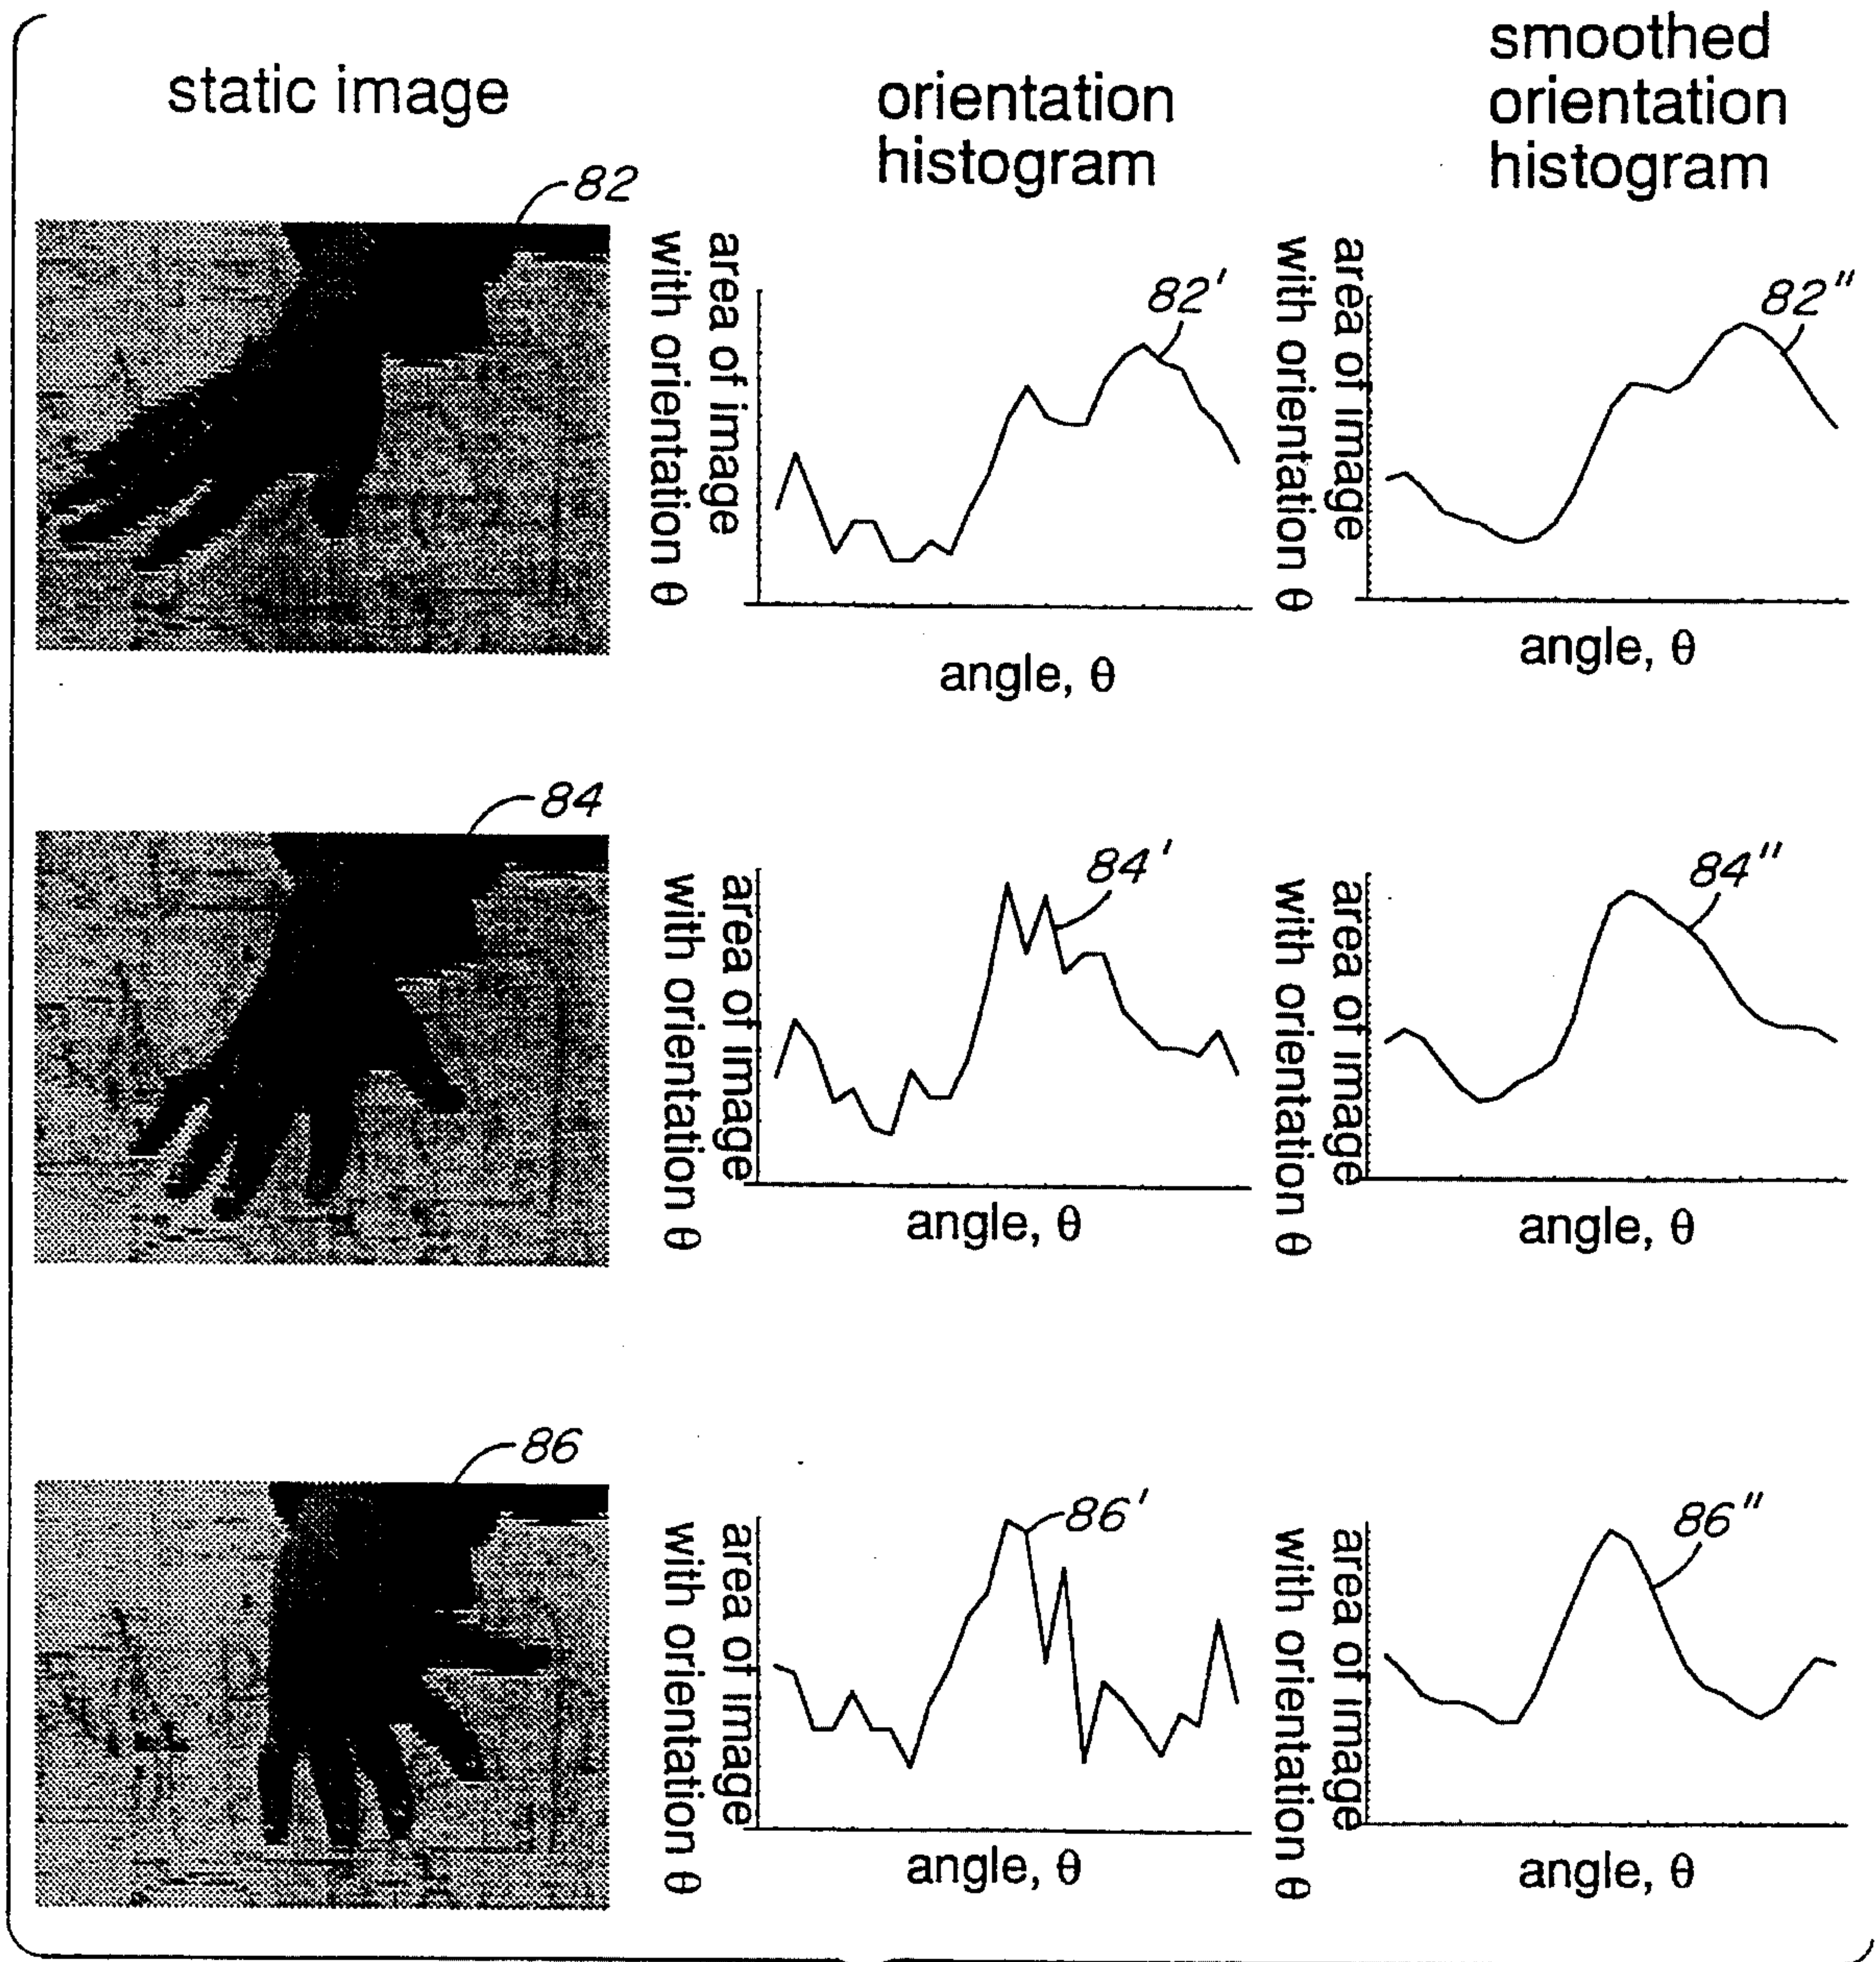 static image
orientation
histogram
smoothed
orientation
histogram
82
area of image
with orientation θ
82'
angle, θ
area of image
with orientation θ
82"
angle, θ
84
area of image
with orientation θ
84'
angle, θ
area of image
with orientation θ
84"
angle, θ
86
area of image
with orientation θ
86'
angle, θ
area of image
with orientation θ
86"
angle, θ